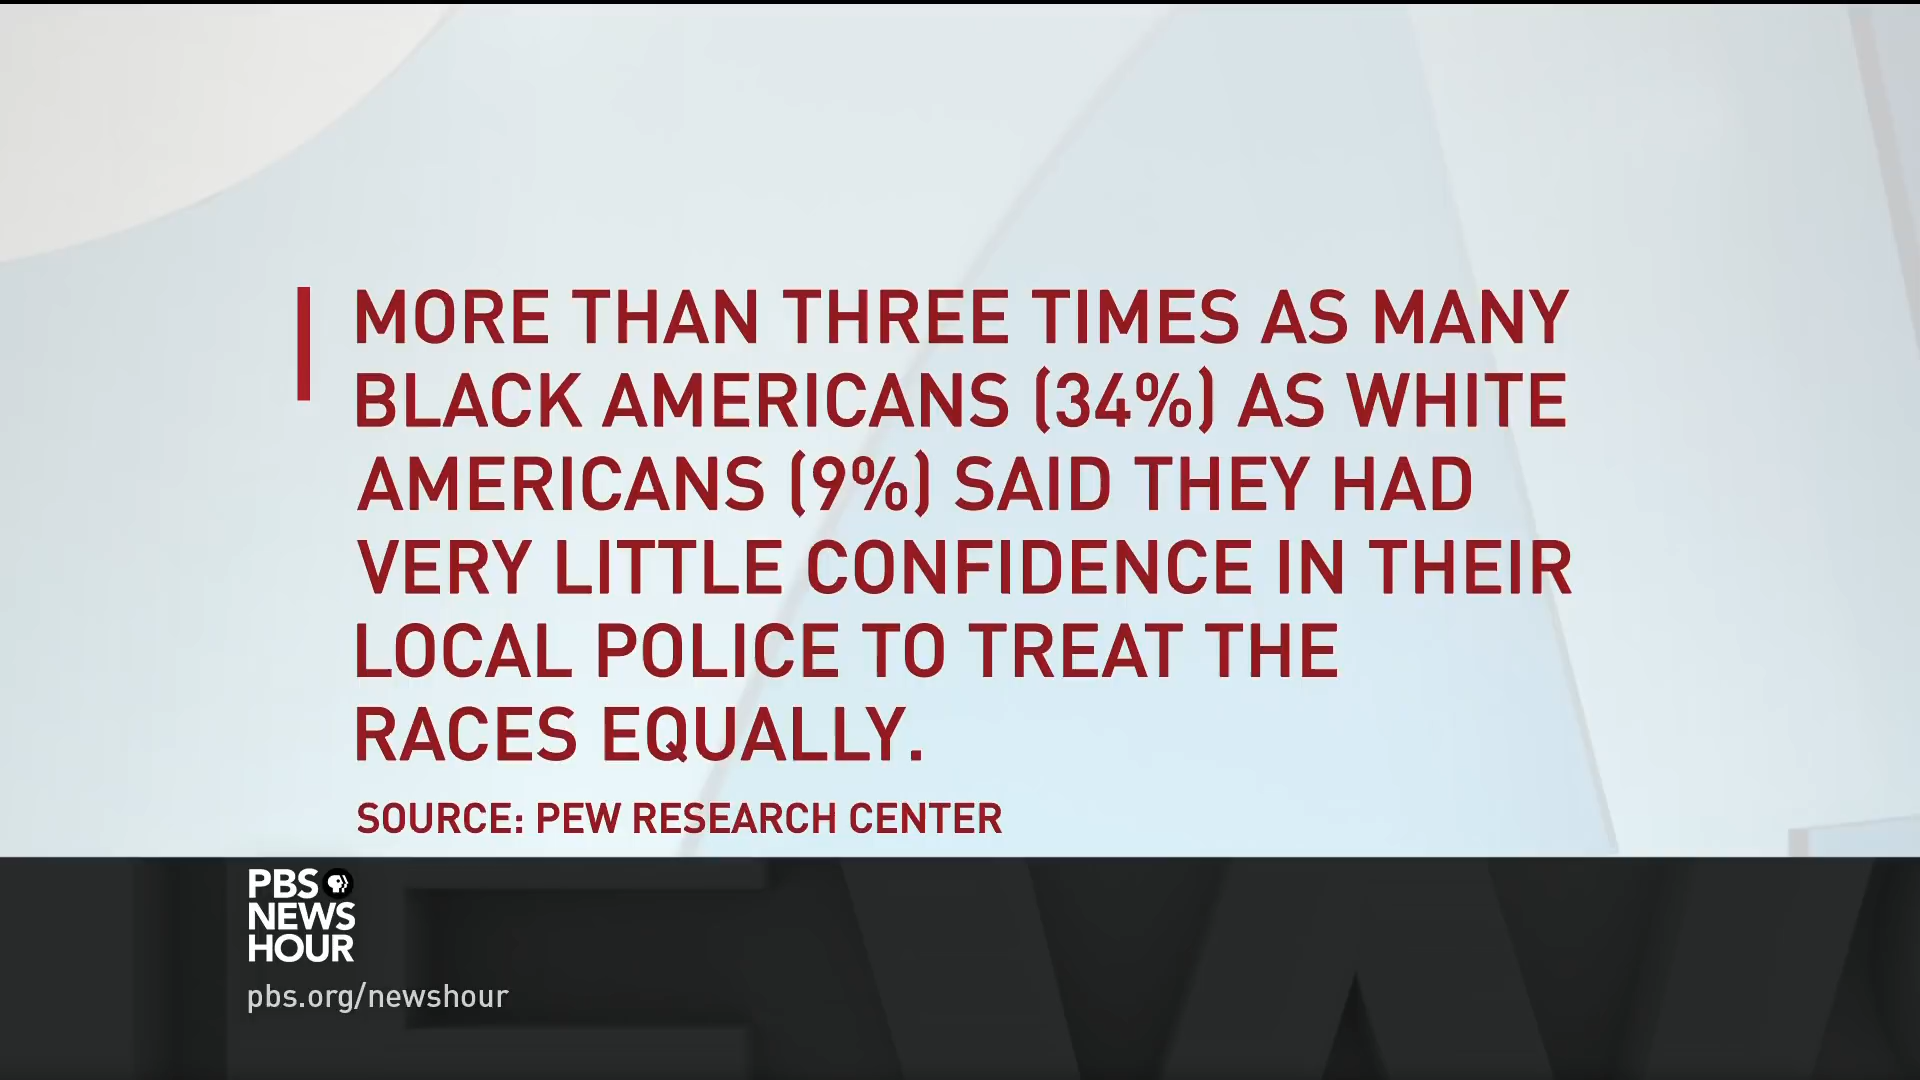 MORE THAN THREE TIMES AS MANY
BLACK AMERICANS (34%) AS WHITE
AMERICANS (9%) SAID THEY HAD
VERY LITTLE CONFIDENCE IN THEIR
LOCAL POLICE TO TREAT THE
RACES EQUALLY.
SOURCE: PEW RESEARCH CENTER
PBS
NEWS
HOUR
pbs.org/newshour